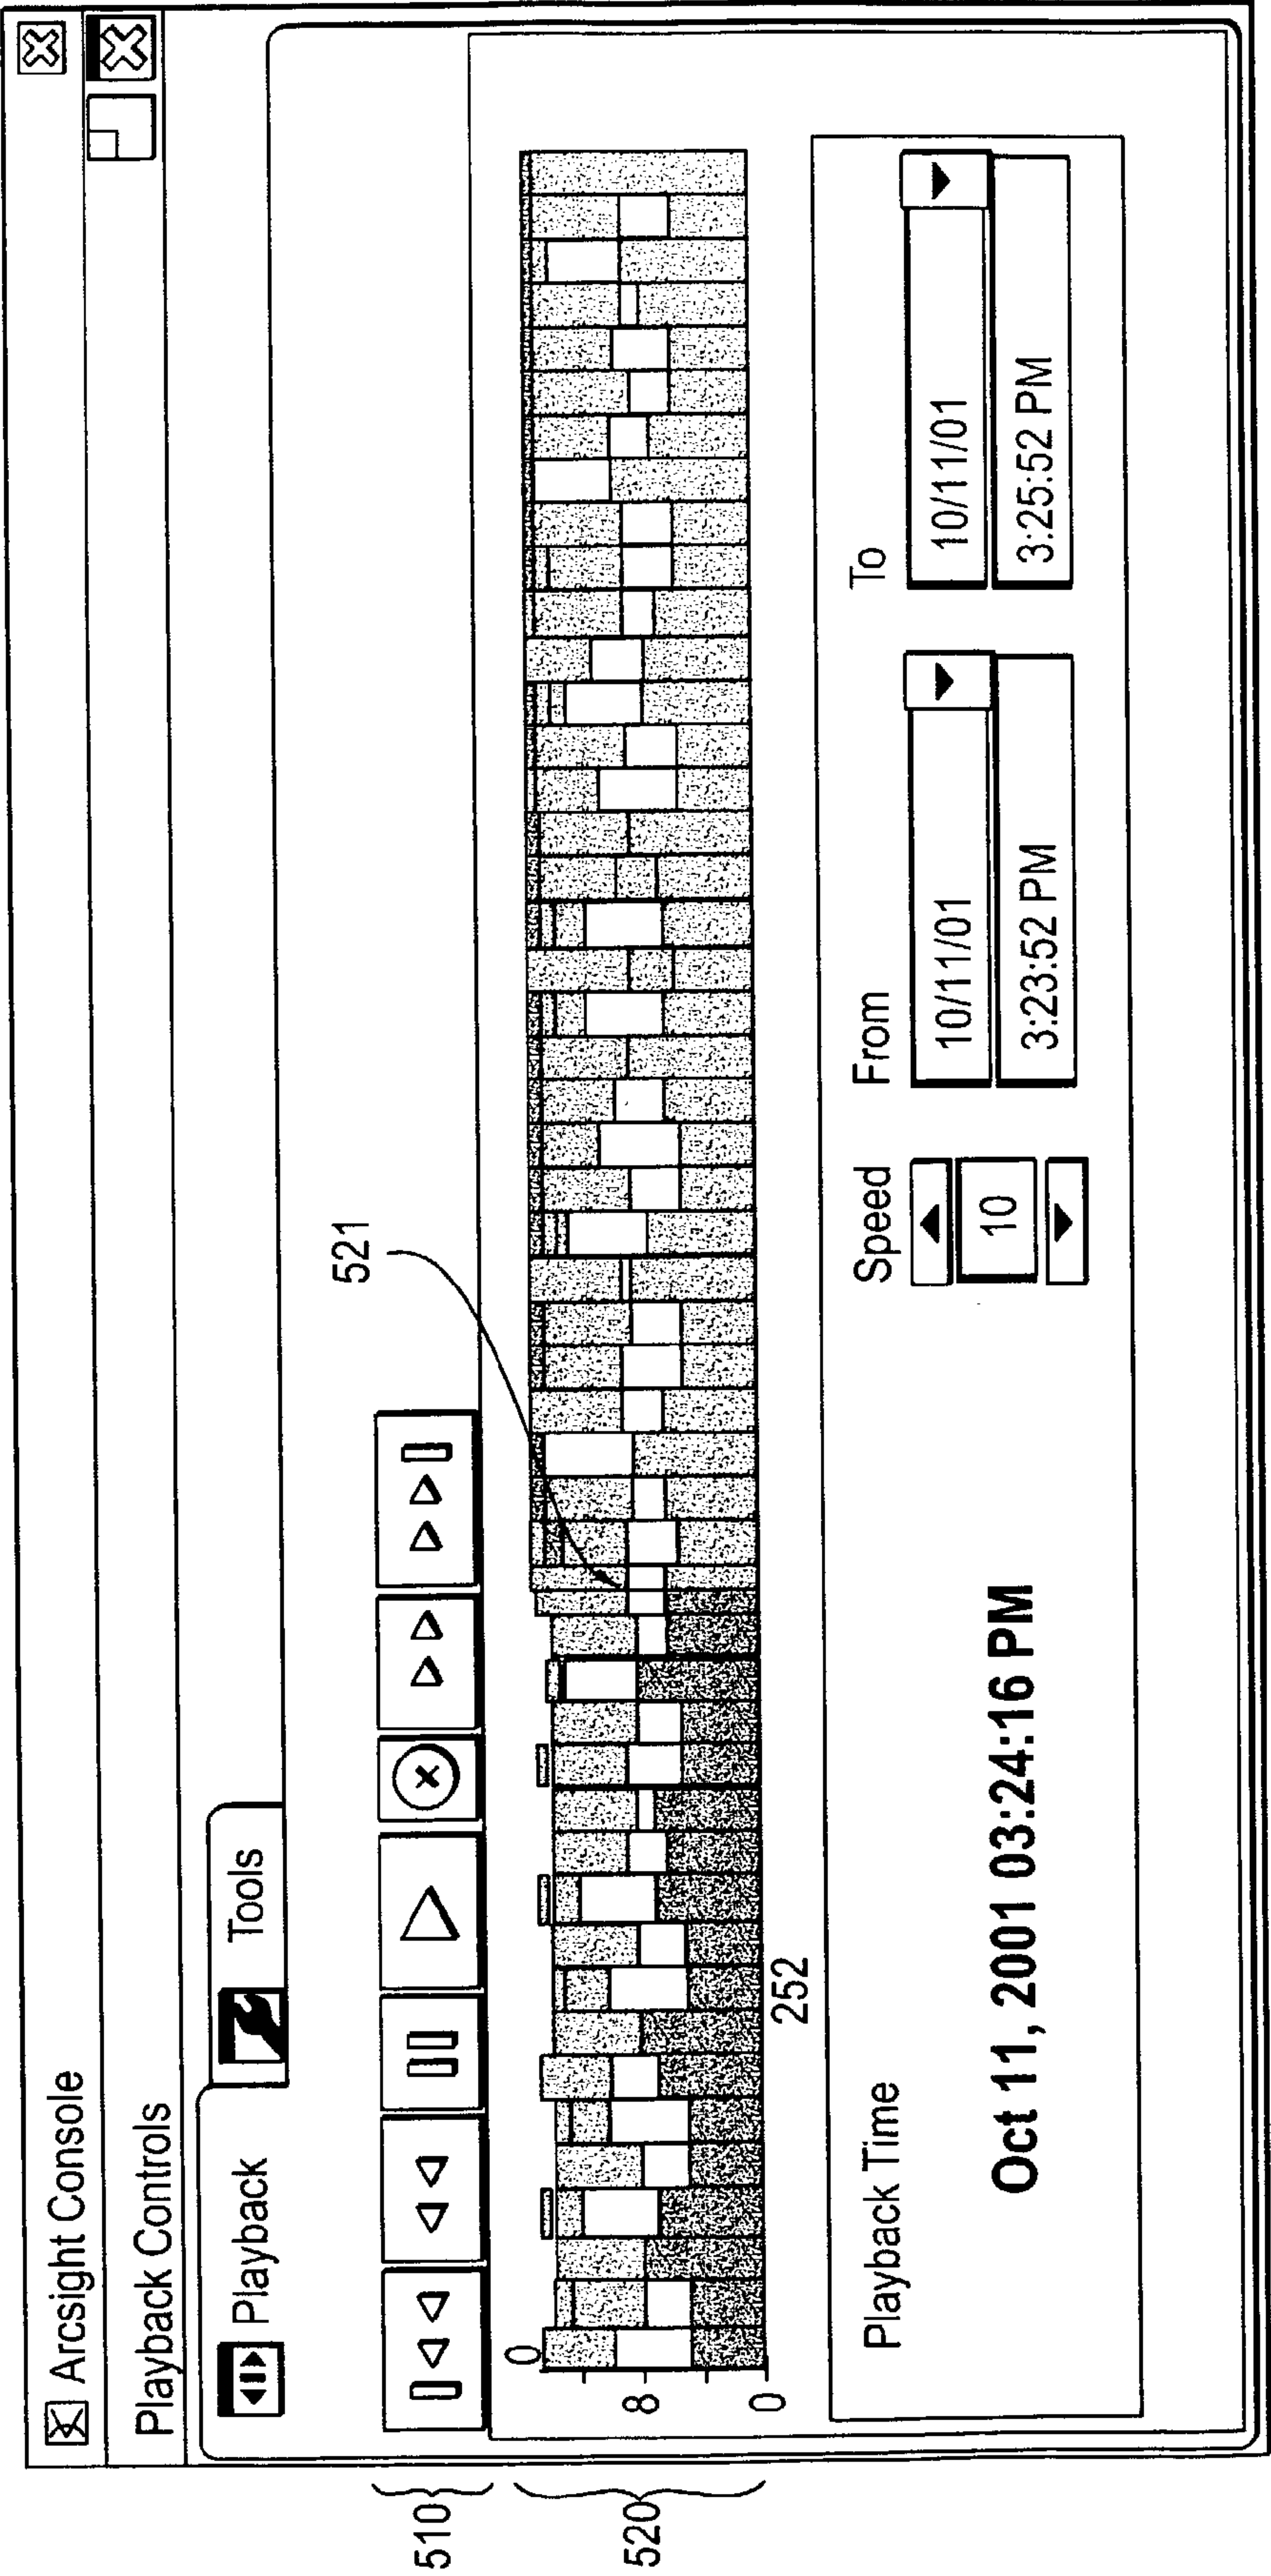 Arcsight Console
Playback Controls
Playback
Tools
510
521
520
0
8
0
252
Playback Time
Oct 11, 2001 03:24:16 PM
Speed
10
From
10/11/01
3:23:52 PM
To
10/11/01
3:25:52 PM